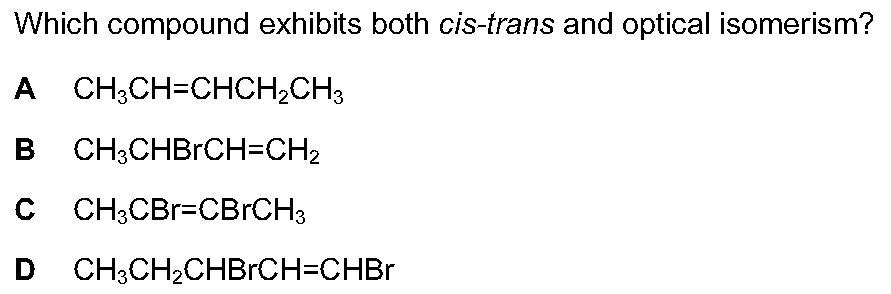 Which compound exhibits both cis-trans and optical isomerism?
A CH₃CH=CHCH₂CH₃
B CH₃CHBrCH=CH₂
C CH₃CBr=CBrCH₃
D CH₃CH₂CHBrCH=CHBr